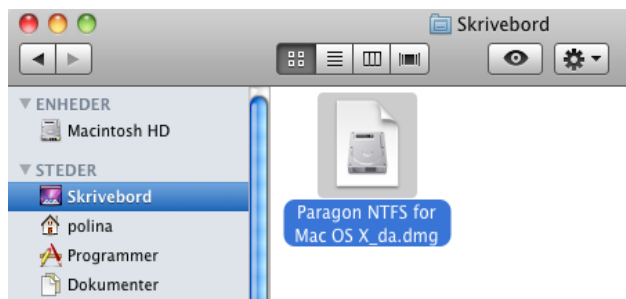 Skrivebord
ENHEDER
Macintosh HD
STEDER
Skrivebord
polina
Programmer
Dokumenter
Paragon NTFS for
Mac OS X_da.dmg